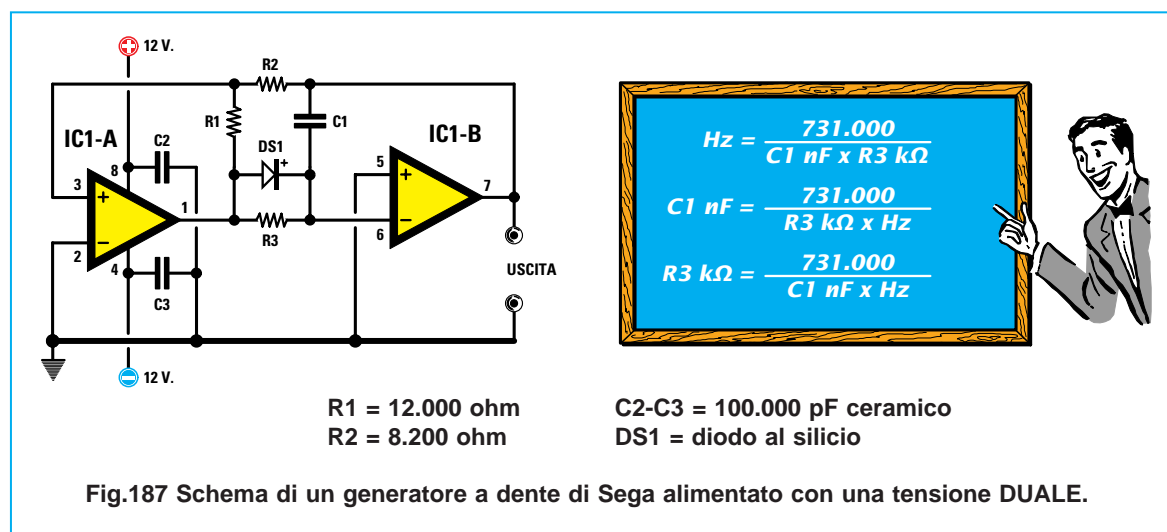 12 V.
R2
R1
C1
IC1-A
IC1-B
C2
DS1
+
8
3
+
1
5
+
7
−
2
R3
−
6
4
C3
USCITA
12 V.
Hz = 731.000 / C1 nF x R3 kΩ
C1 nF = 731.000 / R3 kΩ x Hz
R3 kΩ = 731.000 / C1 nF x Hz
R1 = 12.000 ohm
R2 = 8.200 ohm
C2-C3 = 100.000 pF ceramico
DS1 = diodo al silicio
Fig.187 Schema di un generatore a dente di Sega alimentato con una tensione DUALE.